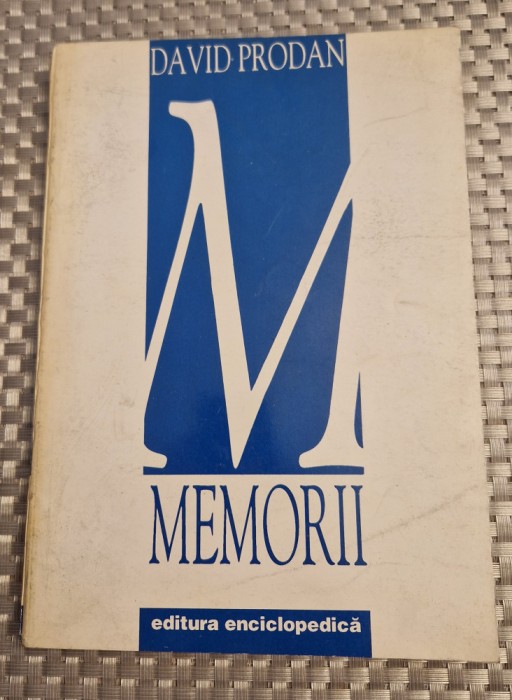 DAVID PRODAN
M
MEMORII
editura enciclopedică